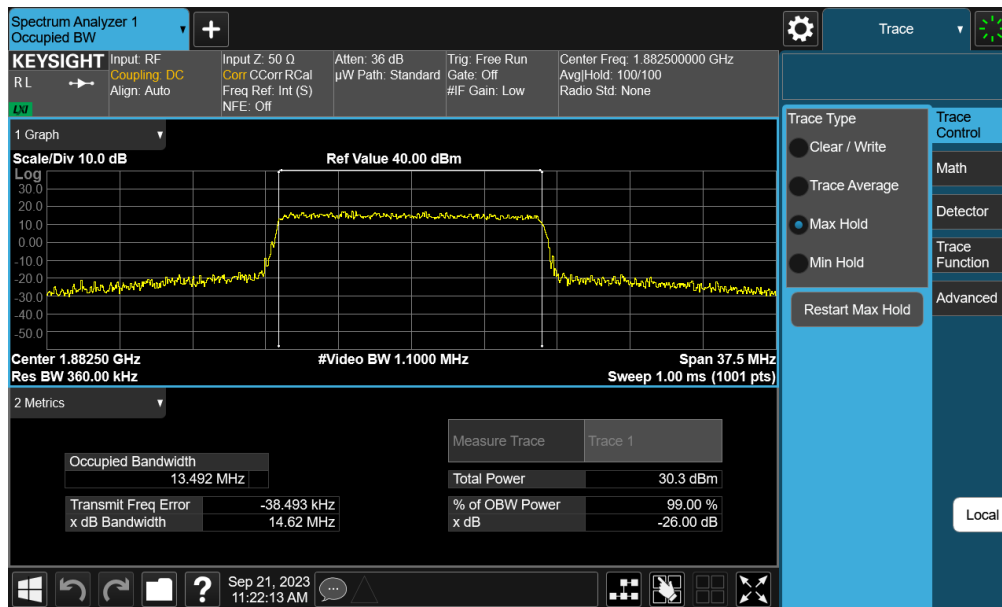 Spectrum Analyzer 1
Occupied BW
+
Trace
KEYSIGHT
RL
LXI
Input: RF
Coupling: DC
Align: Auto
Input Z: 50 Ω
Corr CCorr RCal
Freq Ref: Int (S)
NFE: Off
Atten: 36 dB
µW Path: Standard
Trig: Free Run
Gate: Off
#IF Gain: Low
Center Freq: 1.882500000 GHz
Avg|Hold: 100/100
Radio Std: None
1 Graph
Scale/Div 10.0 dB
Ref Value 40.00 dBm
Log
30.0
20.0
10.0
0.00
-10.0
-20.0
-30.0
-40.0
-50.0
Center 1.88250 GHz
#Video BW 1.1000 MHz
Span 37.5 MHz
Res BW 360.00 kHz
Sweep 1.00 ms (1001 pts)
2 Metrics
Measure Trace
Trace 1
Occupied Bandwidth
13.492 MHz
Total Power
30.3 dBm
Transmit Freq Error
-38.493 kHz
% of OBW Power
99.00 %
x dB Bandwidth
14.62 MHz
x dB
-26.00 dB
Trace Type
Clear / Write
Trace Average
Max Hold
Min Hold
Restart Max Hold
Trace
Control
Math
Detector
Trace
Function
Advanced
Local
?
Sep 21, 2023
11:22:13 AM